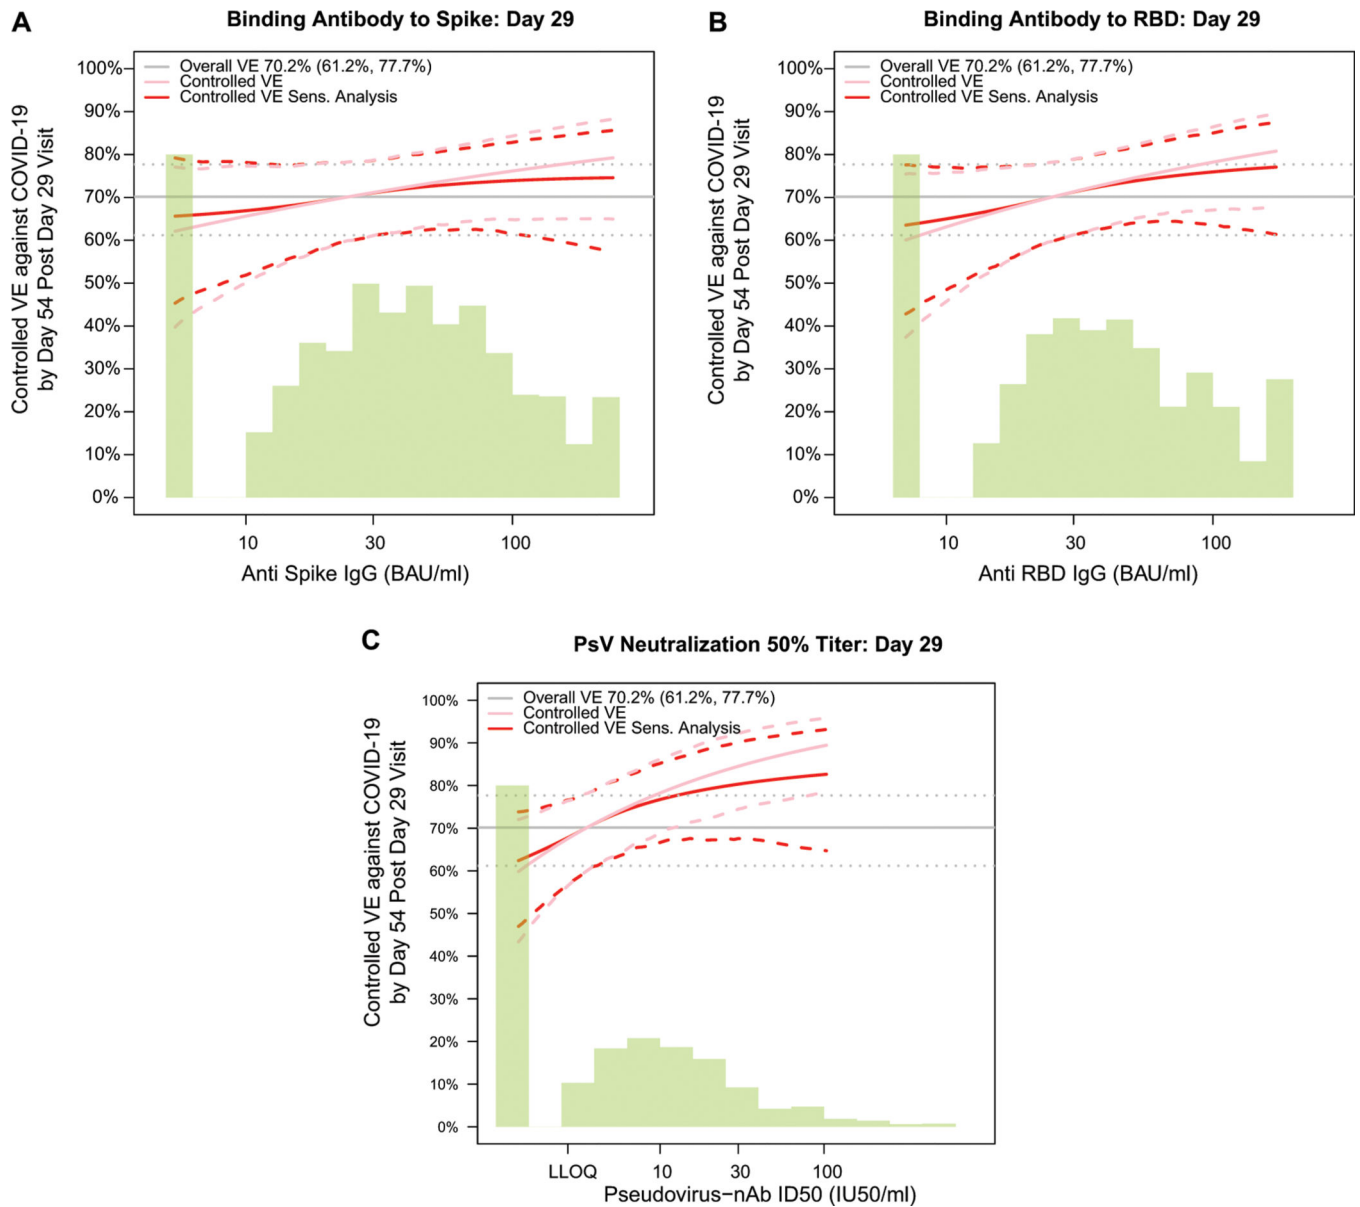 A
Binding Antibody to Spike: Day 29
Controlled VE against COVID-19
by Day 54 Post Day 29 Visit
100%
90%
80%
70%
60%
50%
40%
30%
20%
10%
0%
Overall VE 70.2% (61.2%, 77.7%)
Controlled VE
Controlled VE Sens. Analysis
10 30 100
Anti Spike IgG (BAU/ml)
B
Binding Antibody to RBD: Day 29
Controlled VE against COVID-19
by Day 54 Post Day 29 Visit
100%
90%
80%
70%
60%
50%
40%
30%
20%
10%
0%
Overall VE 70.2% (61.2%, 77.7%)
Controlled VE
Controlled VE Sens. Analysis
10 30 100
Anti RBD IgG (BAU/ml)
C
PsV Neutralization 50% Titer: Day 29
Controlled VE against COVID-19
by Day 54 Post Day 29 Visit
100%
90%
80%
70%
60%
50%
40%
30%
20%
10%
0%
Overall VE 70.2% (61.2%, 77.7%)
Controlled VE
Controlled VE Sens. Analysis
LLOQ 10 30 100
Pseudovirus−nAb ID50 (IU50/ml)